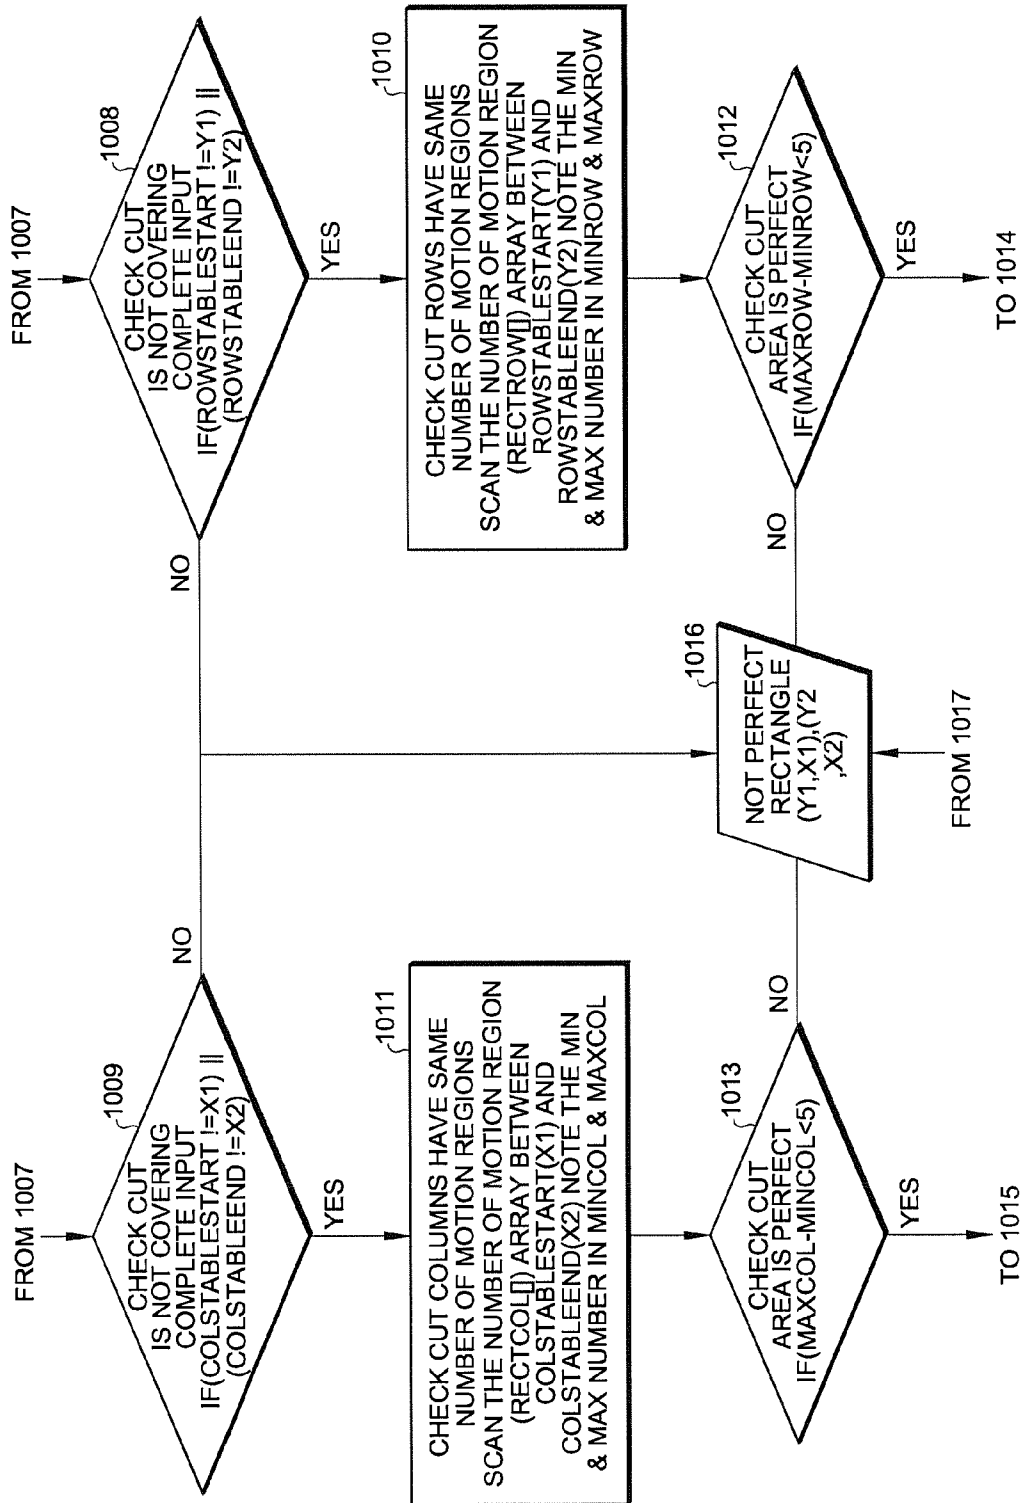 FROM 1007
1009
CHECK CUT
IS NOT COVERING
COMPLETE INPUT
IF(COLSTABLESTART !=X1) ||
(COLSTABLEEND !=X2)
NO
YES
1011
CHECK CUT COLUMNS HAVE SAME
NUMBER OF MOTION REGIONS
SCAN THE NUMBER OF MOTION REGION
(RECTCOL[]) ARRAY BETWEEN
COLSTABLESTART(X1) AND
COLSTABLEEND(X2) NOTE THE MIN
& MAX NUMBER IN MINCOL & MAXCOL
1013
CHECK CUT
AREA IS PERFECT
IF(MAXCOL-MINCOL<5)
NO
YES
TO 1015
1016
NOT PERFECT
RECTANGLE
(Y1,X1),(Y2
,X2)
FROM 1017
FROM 1007
1008
CHECK CUT
IS NOT COVERING
COMPLETE INPUT
IF(ROWSTABLESTART !=Y1) ||
(ROWSTABLEEND !=Y2)
NO
YES
1010
CHECK CUT ROWS HAVE SAME
NUMBER OF MOTION REGIONS
SCAN THE NUMBER OF MOTION REGION
(RECTROW[]) ARRAY BETWEEN
ROWSTABLESTART(Y1) AND
ROWSTABLEEND(Y2) NOTE THE MIN
& MAX NUMBER IN MINROW & MAXROW
1012
CHECK CUT
AREA IS PERFECT
IF(MAXROW-MINROW<5)
NO
YES
TO 1014